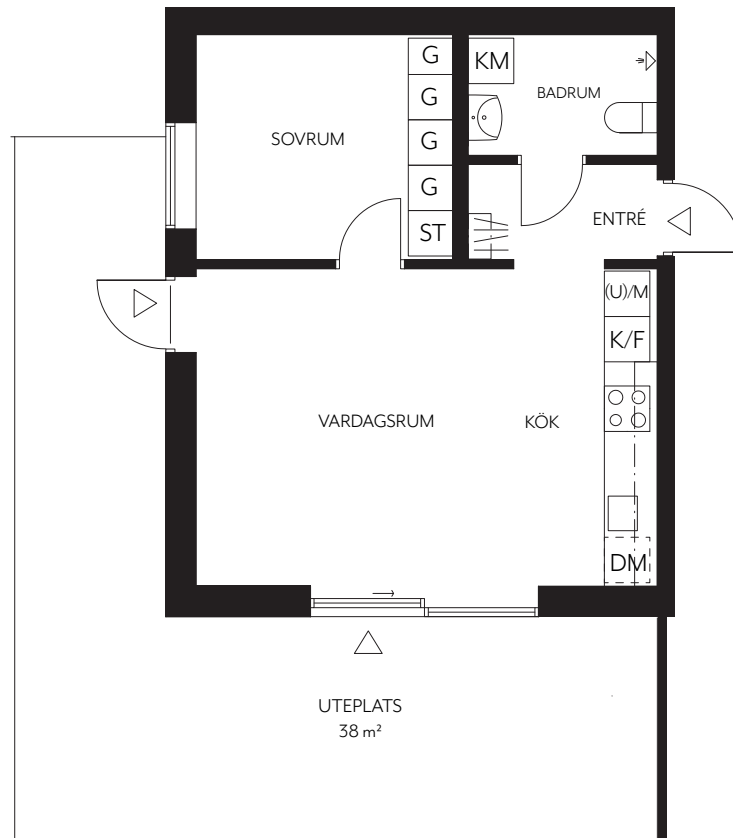 G
KM
G
BADRUM
SOVRUM
G
G
ENTRÉ
ST
(U)/M
K/F
VARDAGSRUM
KÖK
DM
UTEPLATS
38 m²